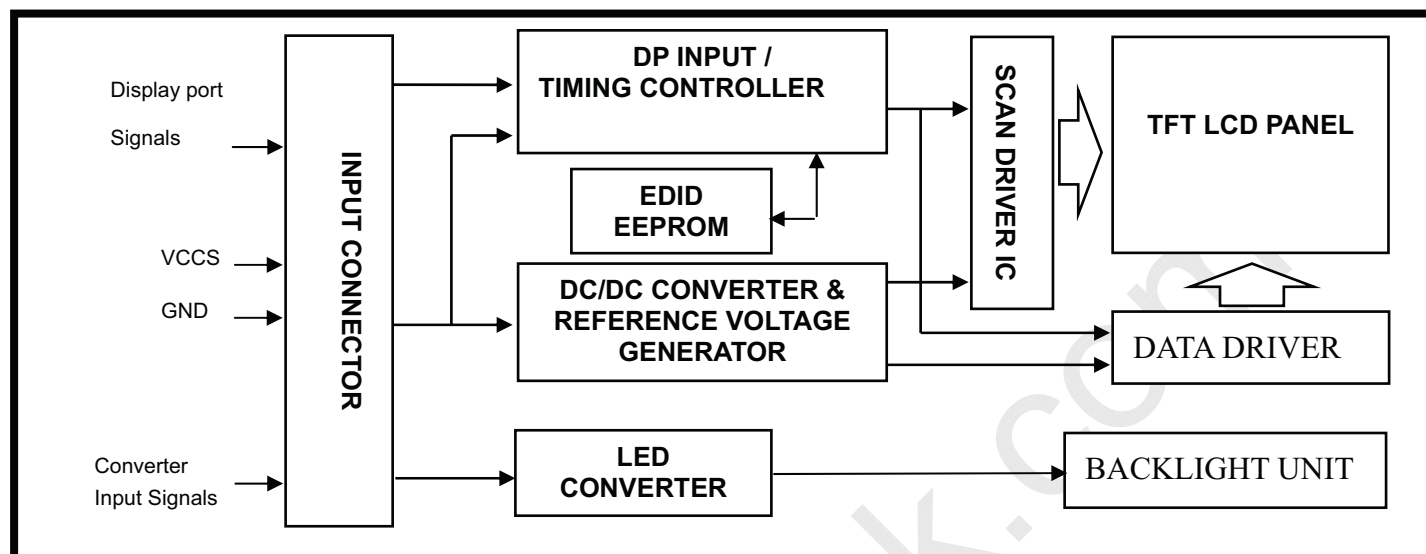 Display port
Signals
VCCS
GND
Converter
Input Signals
INPUT CONNECTOR
DP INPUT /
TIMING CONTROLLER
EDID
EEPROM
DC/DC CONVERTER &
REFERENCE VOLTAGE
GENERATOR
LED
CONVERTER
SCAN DRIVER IC
TFT LCD PANEL
DATA DRIVER
BACKLIGHT UNIT
k.com